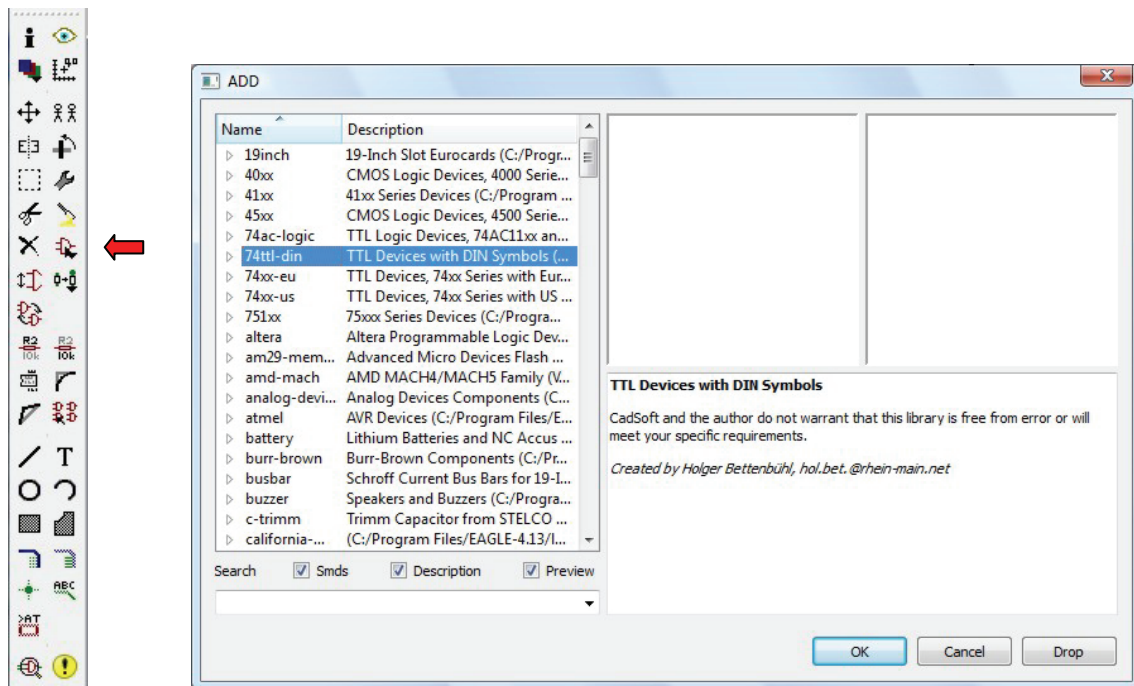 ADD
Name Description
19inch 19-Inch Slot Eurocards (C:/Progr...
40xx CMOS Logic Devices, 4000 Serie...
41xx 41xx Series Devices (C:/Program ...
45xx CMOS Logic Devices, 4500 Serie...
74ac-logic TTL Logic Devices, 74AC11xx an...
74ttl-din TTL Devices with DIN Symbols (...
74xx-eu TTL Devices, 74xx Series with Eur...
74xx-us TTL Devices, 74xx Series with US ...
751xx 75xxx Series Devices (C:/Progra...
altera Altera Programmable Logic Dev...
am29-mem... Advanced Micro Devices Flash ...
amd-mach AMD MACH4/MACH5 Family (V...
analog-devi... Analog Devices Components (C...
atmel AVR Devices (C:/Program Files/E...
battery Lithium Batteries and NC Accus ...
burr-brown Burr-Brown Components (C:/Pr...
busbar Schroff Current Bus Bars for 19-I...
buzzer Speakers and Buzzers (C:/Progra...
c-trimm Trimm Capacitor from STELCO ...
california-... (C:/Program Files/EAGLE-4.13/l...
Search Smds Description Preview
TTL Devices with DIN Symbols
CadSoft and the author do not warrant that this library is free from error or will
meet your specific requirements.
Created by Holger Bettenbühl, hol.bet.@rhein-main.net
OK Cancel Drop
R2 R2
10k 10k
T
ABC
>AT